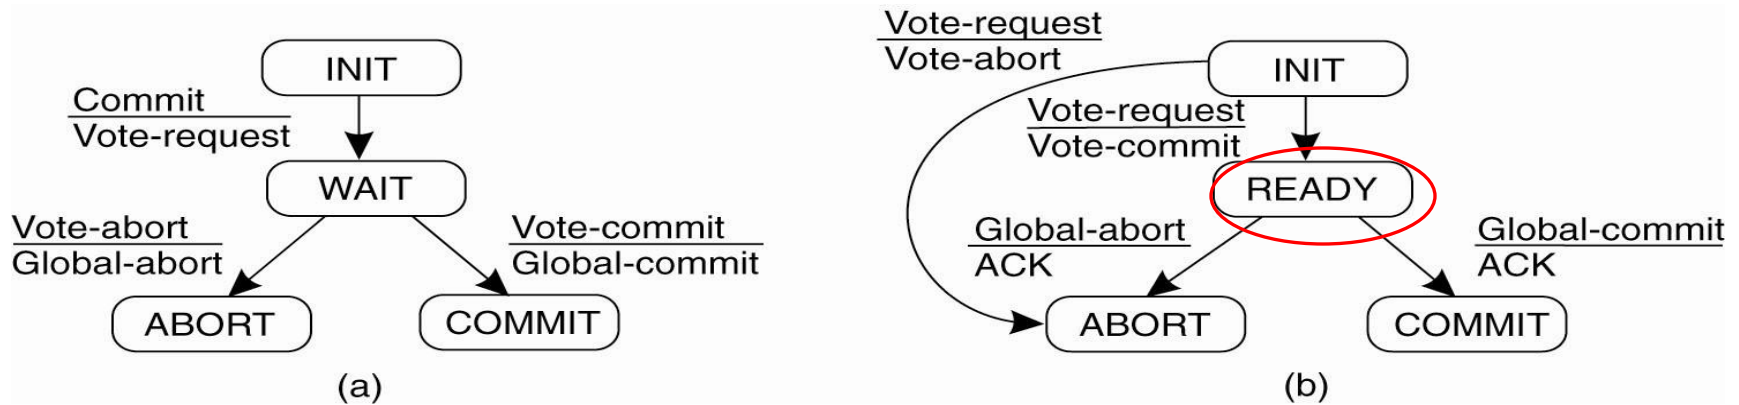 INIT
Commit
Vote-request
WAIT
Vote-abort
Global-abort
Vote-commit
Global-commit
ABORT
COMMIT
(a)
Vote-request
Vote-abort
INIT
Vote-request
Vote-commit
READY
Global-abort
ACK
Global-commit
ACK
ABORT
COMMIT
(b)